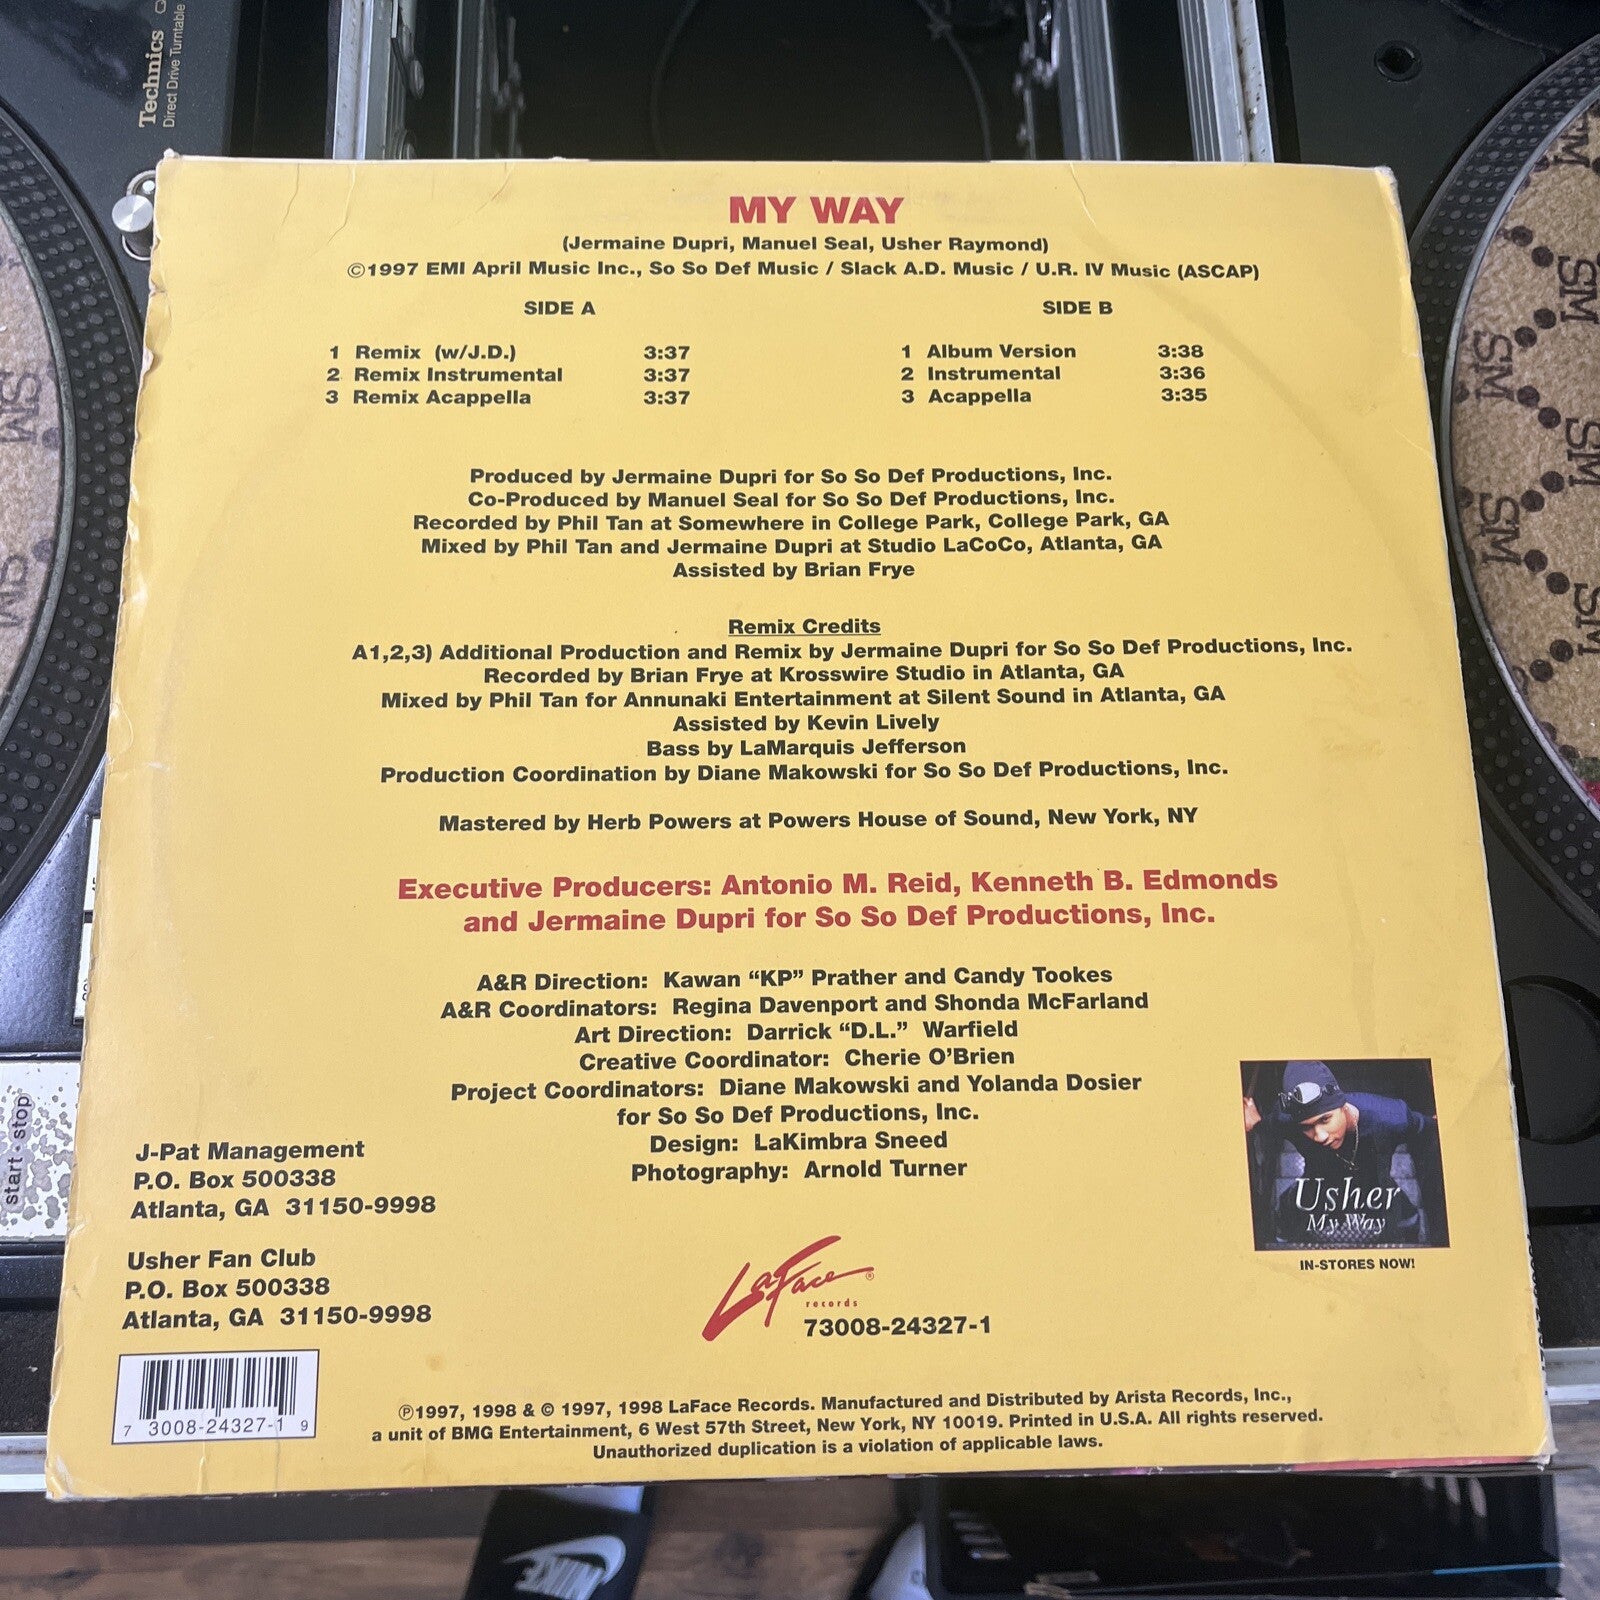 Technics
Direct Drive Turntable
MY WAY
(Jermaine Dupri, Manuel Seal, Usher Raymond)
©1997 EMI April Music Inc., So So Def Music / Slack A.D. Music / U.R. IV Music (ASCAP)
SIDE A
1 Remix (w/J.D.) 3:37
2 Remix Instrumental 3:37
3 Remix Acappella 3:37
SIDE B
1 Album Version 3:38
2 Instrumental 3:36
3 Acappella 3:35
Produced by Jermaine Dupri for So So Def Productions, Inc.
Co-Produced by Manuel Seal for So So Def Productions, Inc.
Recorded by Phil Tan at Somewhere in College Park, College Park, GA
Mixed by Phil Tan and Jermaine Dupri at Studio LaCoCo, Atlanta, GA
Assisted by Brian Frye
Remix Credits
A1,2,3) Additional Production and Remix by Jermaine Dupri for So So Def Productions, Inc.
Recorded by Brian Frye at Krosswire Studio in Atlanta, GA
Mixed by Phil Tan for Annunaki Entertainment at Silent Sound in Atlanta, GA
Assisted by Kevin Lively
Bass by LaMarquis Jefferson
Production Coordination by Diane Makowski for So So Def Productions, Inc.
Mastered by Herb Powers at Powers House of Sound, New York, NY
Executive Producers: Antonio M. Reid, Kenneth B. Edmonds
and Jermaine Dupri for So So Def Productions, Inc.
A&R Direction: Kawan “KP” Prather and Candy Tookes
A&R Coordinators: Regina Davenport and Shonda McFarland
Art Direction: Darrick “D.L.” Warfield
Creative Coordinator: Cherie O’Brien
Project Coordinators: Diane Makowski and Yolanda Dosier
for So So Def Productions, Inc.
Design: LaKimbra Sneed
Photography: Arnold Turner
J-Pat Management
P.O. Box 500338
Atlanta, GA 31150-9998
Usher Fan Club
P.O. Box 500338
Atlanta, GA 31150-9998
Usher
My Way
IN-STORES NOW!
LaFace®
records
73008-24327-1
7 3008-24327-1 9
℗1997, 1998 & © 1997, 1998 LaFace Records. Manufactured and Distributed by Arista Records, Inc.,
a unit of BMG Entertainment, 6 West 57th Street, New York, NY 10019. Printed in U.S.A. All rights reserved.
Unauthorized duplication is a violation of applicable laws.
start · stop
SM
SM
SM
SM
SM
SM
SM
NIKE